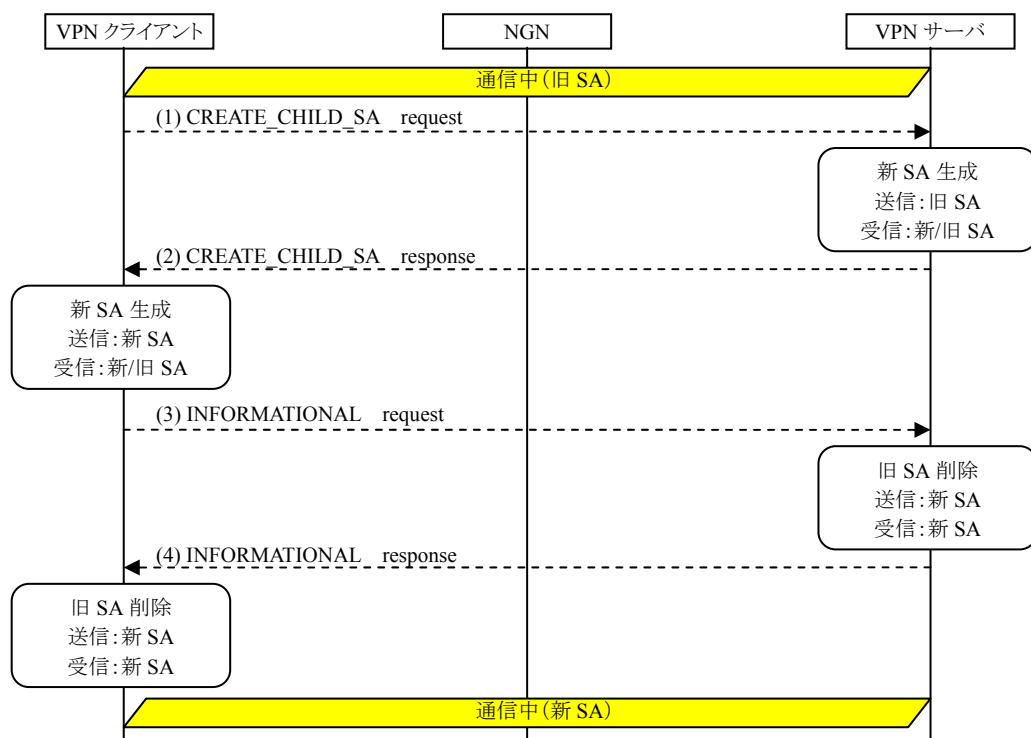 VPN クライアント
NGN
VPN サーバ
通信中(旧 SA)
(1) CREATE_CHILD_SA request
新 SA 生成
送信:旧 SA
受信:新/旧 SA
(2) CREATE_CHILD_SA response
新 SA 生成
送信:新 SA
受信:新/旧 SA
(3) INFORMATIONAL request
旧 SA 削除
送信:新 SA
受信:新 SA
(4) INFORMATIONAL response
旧 SA 削除
送信:新 SA
受信:新 SA
通信中(新 SA)